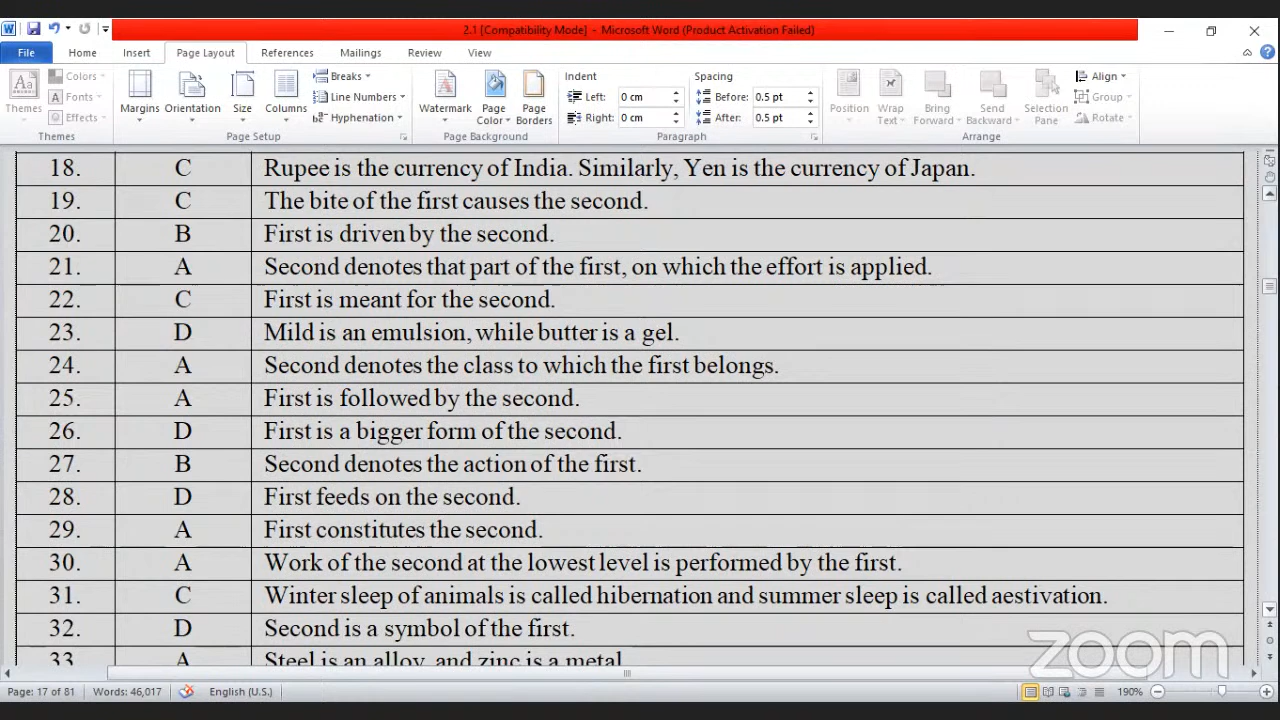 2.1 [Compatibility Mode] - Microsoft Word (Product Activation Failed)
File Home Insert Page Layout References Mailings Review View
Themes Colors Fonts Effects Margins Orientation Size Columns Breaks Line Numbers Hyphenation Watermark Page Color Page Borders Indent Left: 0 cm Right: 0 cm Spacing Before: 0.5 pt After: 0.5 pt Position Wrap Text Bring Forward Send Backward Selection Pane Align Group Rotate
Themes Page Setup Page Background Paragraph Arrange
18. C Rupee is the currency of India. Similarly, Yen is the currency of Japan.
19. C The bite of the first causes the second.
20. B First is driven by the second.
21. A Second denotes that part of the first, on which the effort is applied.
22. C First is meant for the second.
23. D Mild is an emulsion, while butter is a gel.
24. A Second denotes the class to which the first belongs.
25. A First is followed by the second.
26. D First is a bigger form of the second.
27. B Second denotes the action of the first.
28. D First feeds on the second.
29. A First constitutes the second.
30. A Work of the second at the lowest level is performed by the first.
31. C Winter sleep of animals is called hibernation and summer sleep is called aestivation.
32. D Second is a symbol of the first.
33. A Steel is an alloy, and zinc is a metal
zoom
Page: 17 of 81 Words: 46,017 English (U.S.) 190%